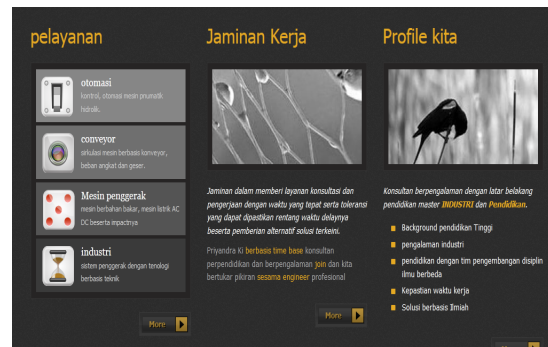 pelayanan
otomasi
kontrol, otomasi mesin pnumatik
hidrolik.
conveyor
sirkulasi mesin berbasis konveyor,
beban angkat dan geser.
Mesin penggerak
mesin berbahan bakar, mesin listrik AC
DC beserta impactnya
industri
sistem penggerak dengan tenologi
berbasis teknik
More
Jaminan Kerja
Jaminan dalam memberi layanan konsultasi dan
pengerjaan dengan waktu yang tepat serta toleransi
yang dapat dipastikan rentang waktu delaynya
beserta pemberian alternatif solusi terkeini.
Priyandra Ki berbasis time base konsultan
perpendidikan dan berpengalaman join dan kita
bertukar pikiran sesama engineer profesional
More
Profile kita
Konsultan berpengalaman dengan latar belakang
pendidikan master INDUSTRI dan Pendidikan.
Background pendidikan Tinggi
pengalaman industri
pendidikan dengan tim pengembangan disiplin
ilmu berbeda
Kepastian waktu kerja
Solusi berbasis Ilmiah